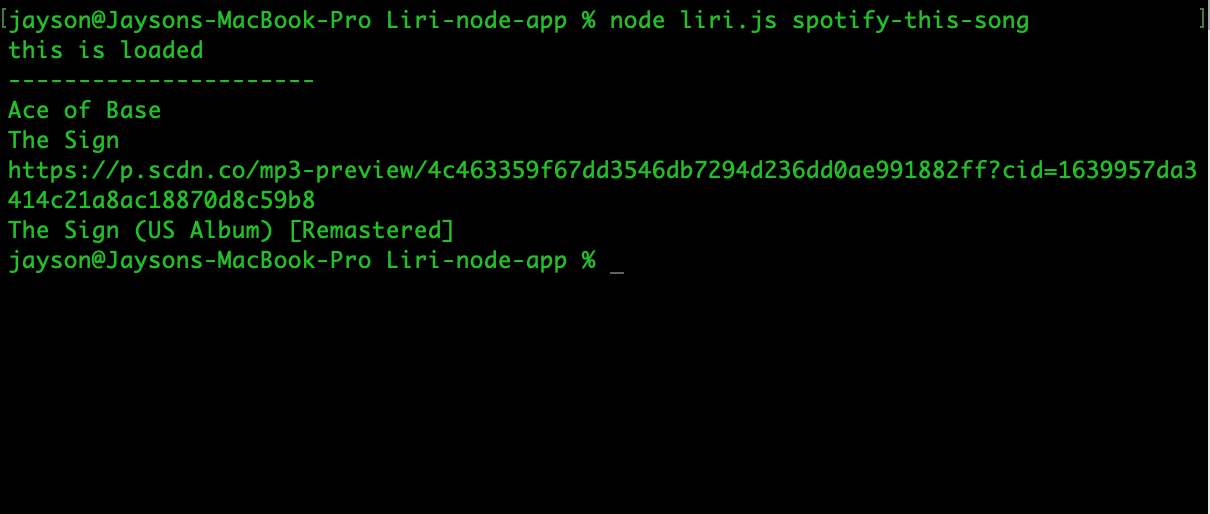 [jayson@Jaysons-MacBook-Pro Liri-node-app % node liri.js spotify-this-song ]
this is loaded
----------------------
Ace of Base
The Sign
https://p.scdn.co/mp3-preview/4c463359f67dd3546db7294d236dd0ae991882ff?cid=1639957da3
414c21a8ac18870d8c59b8
The Sign (US Album) [Remastered]
jayson@Jaysons-MacBook-Pro Liri-node-app % _